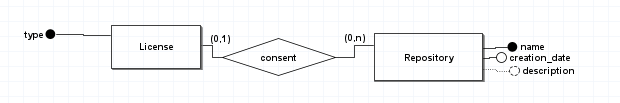 type
License
(0,1)
consent
(0,n)
Repository
name
creation_date
description